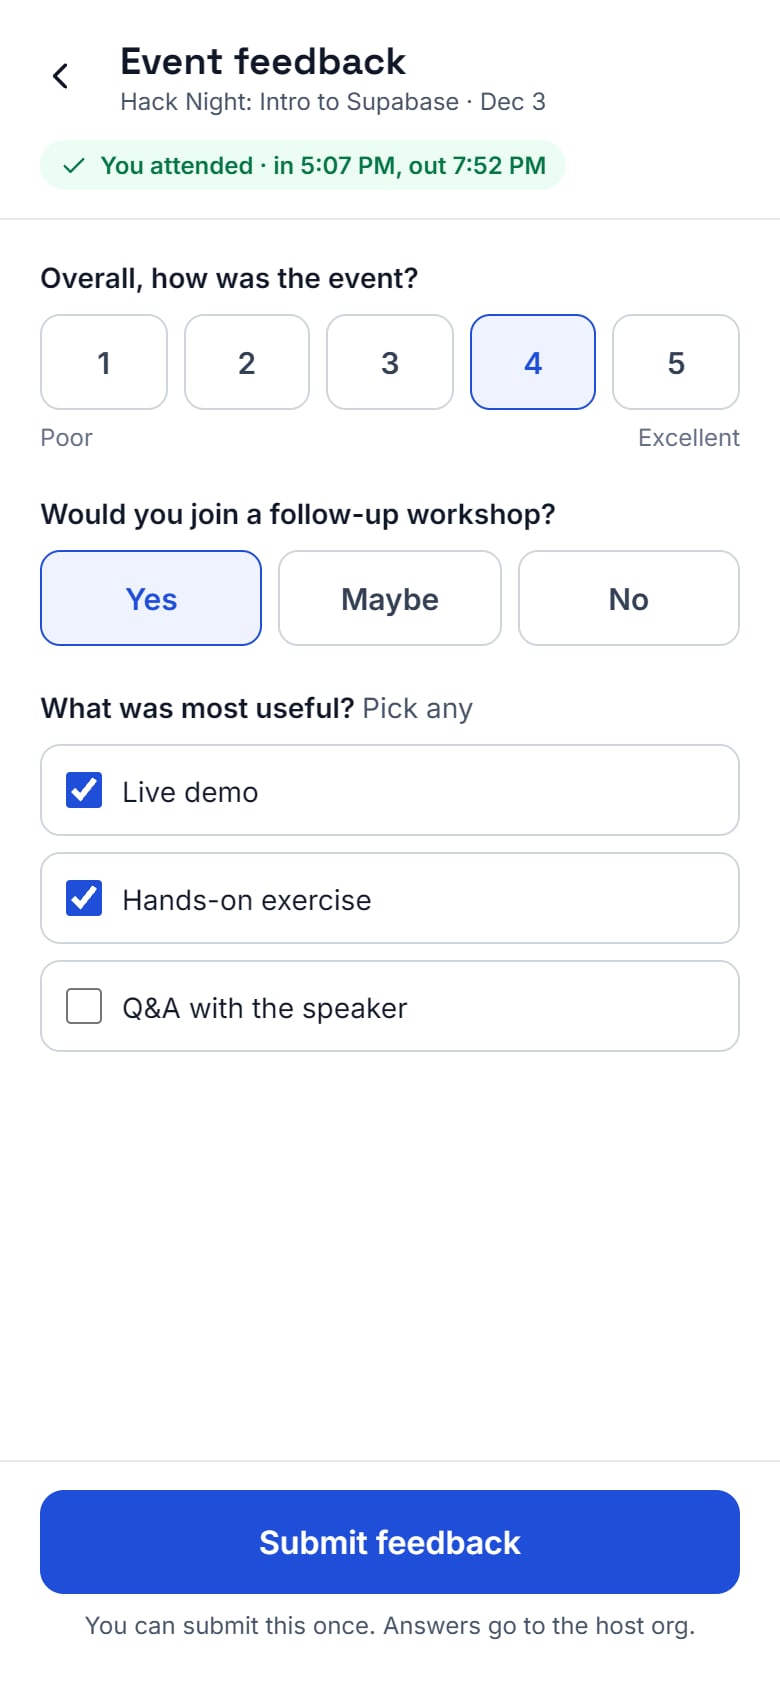 Event feedback
Hack Night: Intro to Supabase · Dec 3
You attended · in 5:07 PM, out 7:52 PM
Overall, how was the event?
1 2 3 4 5
Poor Excellent
Would you join a follow-up workshop?
Yes Maybe No
What was most useful? Pick any
Live demo
Hands-on exercise
Q&A with the speaker
Submit feedback
You can submit this once. Answers go to the host org.